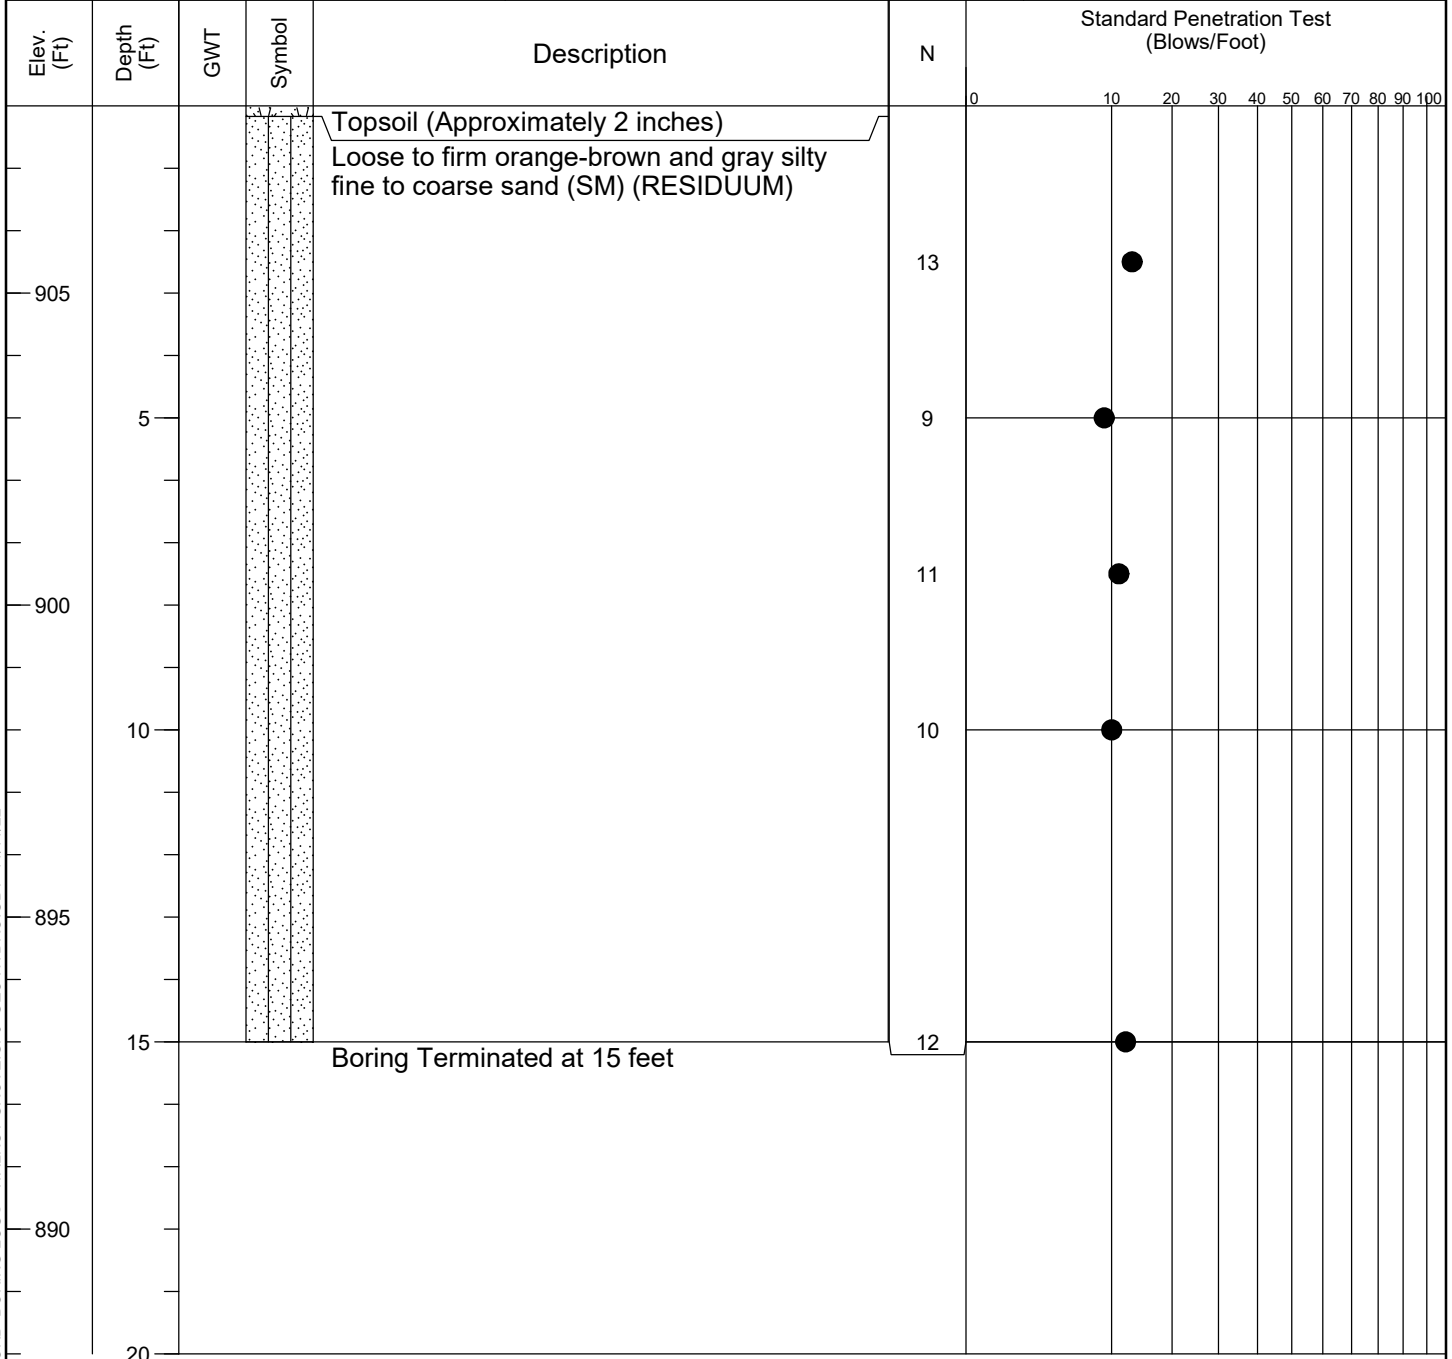 Elev.
(Ft)
Depth
(Ft)
GWT
Symbol
Description
N
Standard Penetration Test
(Blows/Foot)
0 10 20 30 40 50 60 70 80 90 100
Topsoil (Approximately 2 inches)
Loose to firm orange-brown and gray silty
fine to coarse sand (SM) (RESIDUUM)
13
905
5
9
11
900
10
10
895
15
12
Boring Terminated at 15 feet
890
20